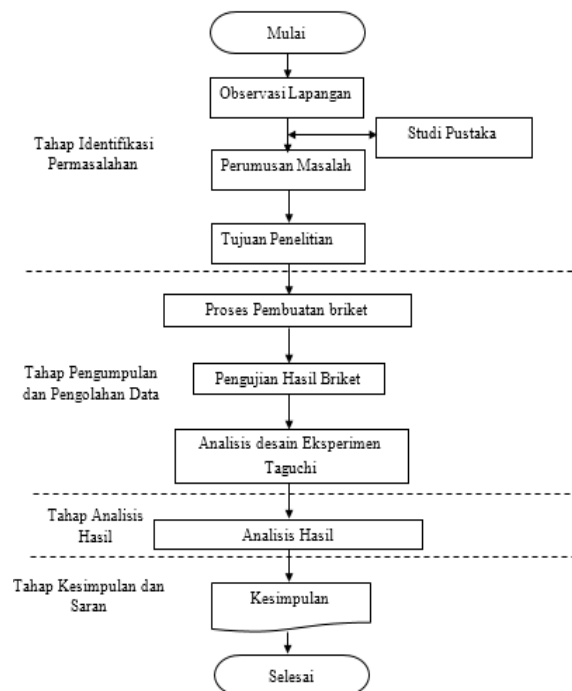 Mulai
Observasi Lapangan
Studi Pustaka
Tahap Identifikasi
Permasalahan
Perumusan Masalah
Tujuan Penelitian
Proses Pembuatan briket
Tahap Pengumpulan
dan Pengolahan Data
Pengujian Hasil Briket
Analisis desain Eksperimen
Taguchi
Tahap Analisis
Hasil
Analisis Hasil
Tahap Kesimpulan dan
Saran
Kesimpulan
Selesai